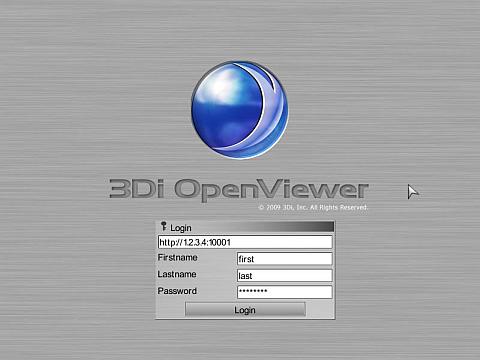 3Di OpenViewer
© 2009 3Di, Inc. All Rights Reserved.
Login
http://1.2.3.4:10001
Firstname first
Lastname last
Password ********
Login